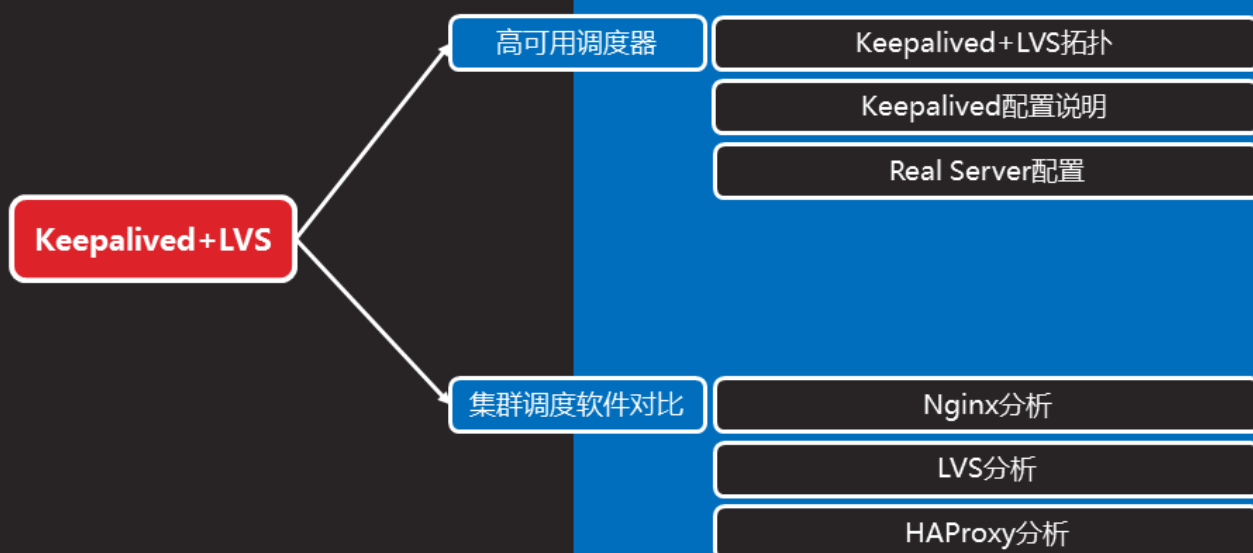 高可用调度器
Keepalived+LVS拓扑
Keepalived配置说明
Real Server配置
Keepalived+LVS
集群调度软件对比
Nginx分析
LVS分析
HAProxy分析